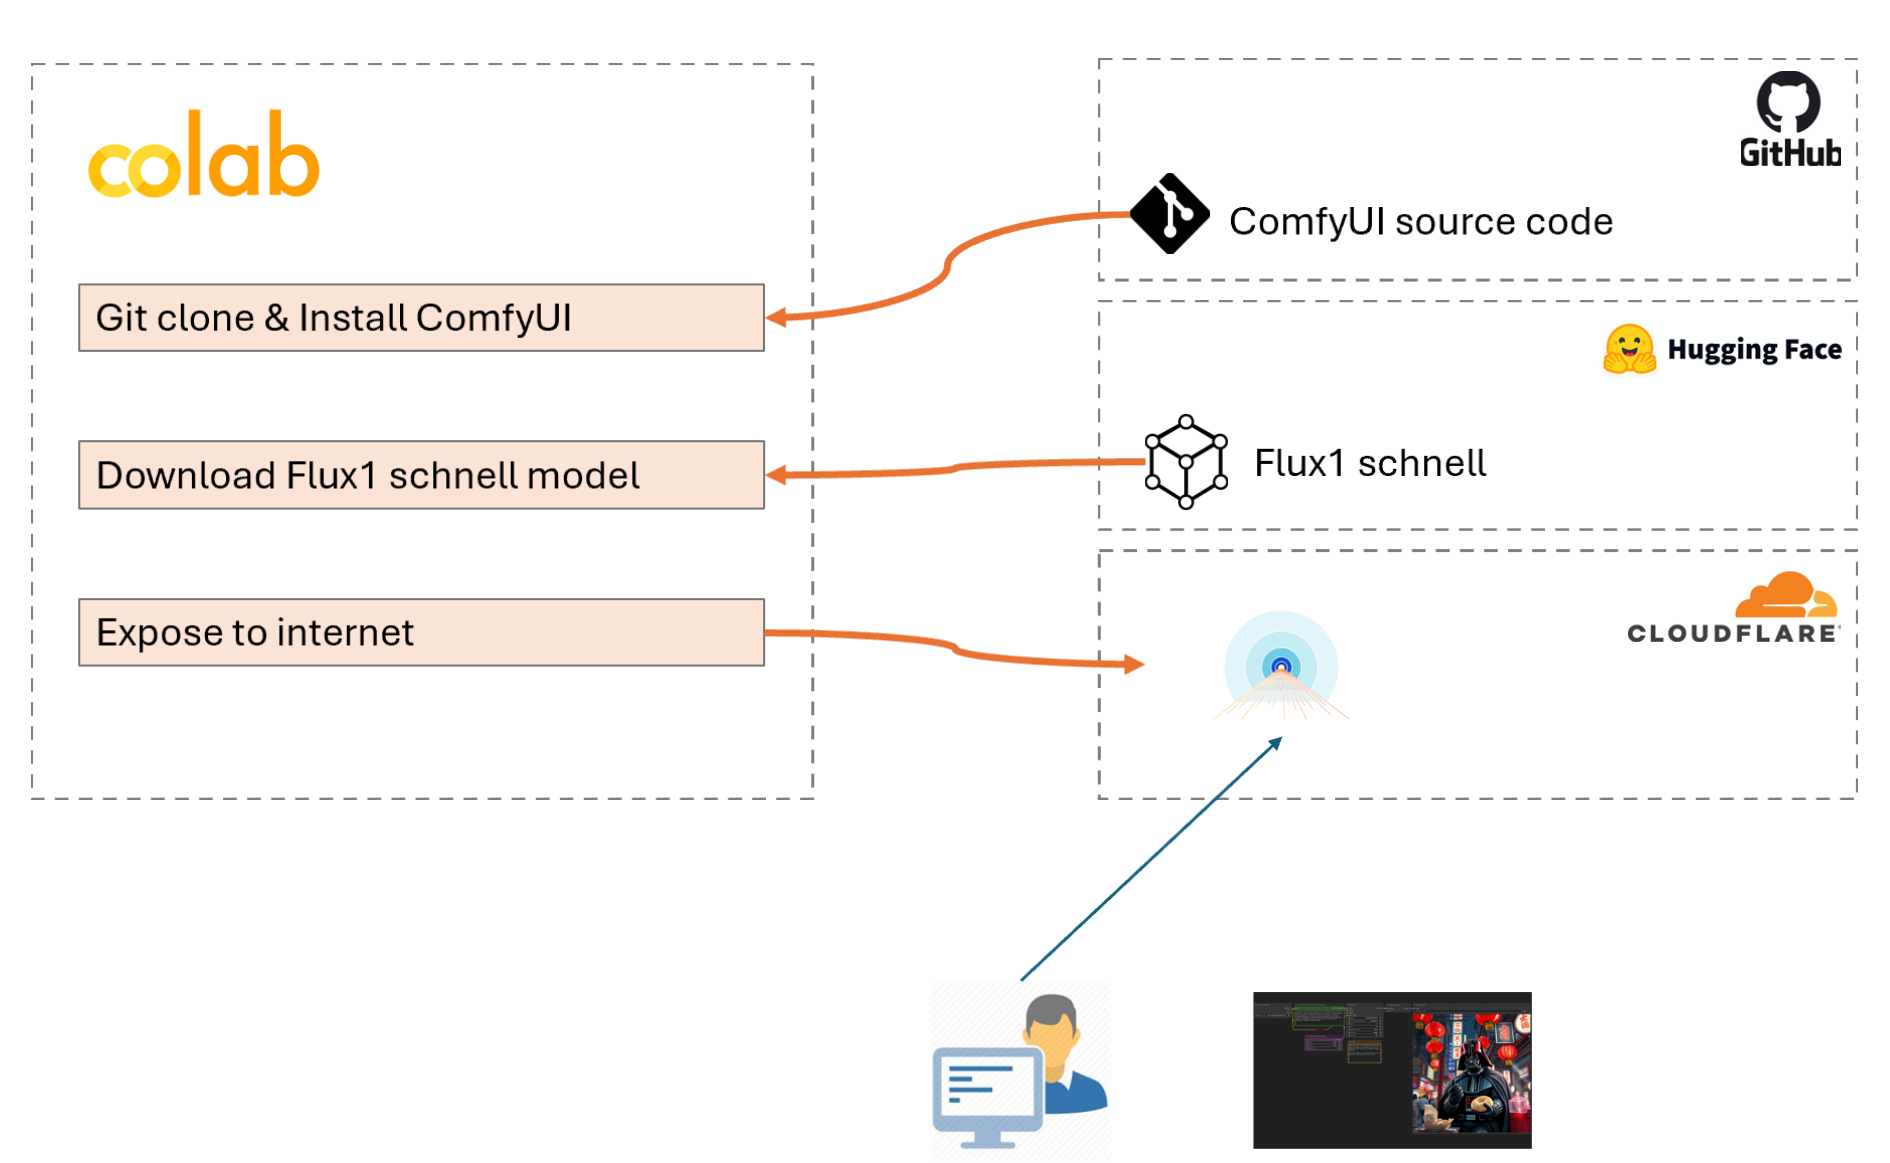 colab
GitHub
ComfyUI source code
Git clone & Install ComfyUI
Hugging Face
Flux1 schnell
Download Flux1 schnell model
CLOUDFLARE
Expose to internet